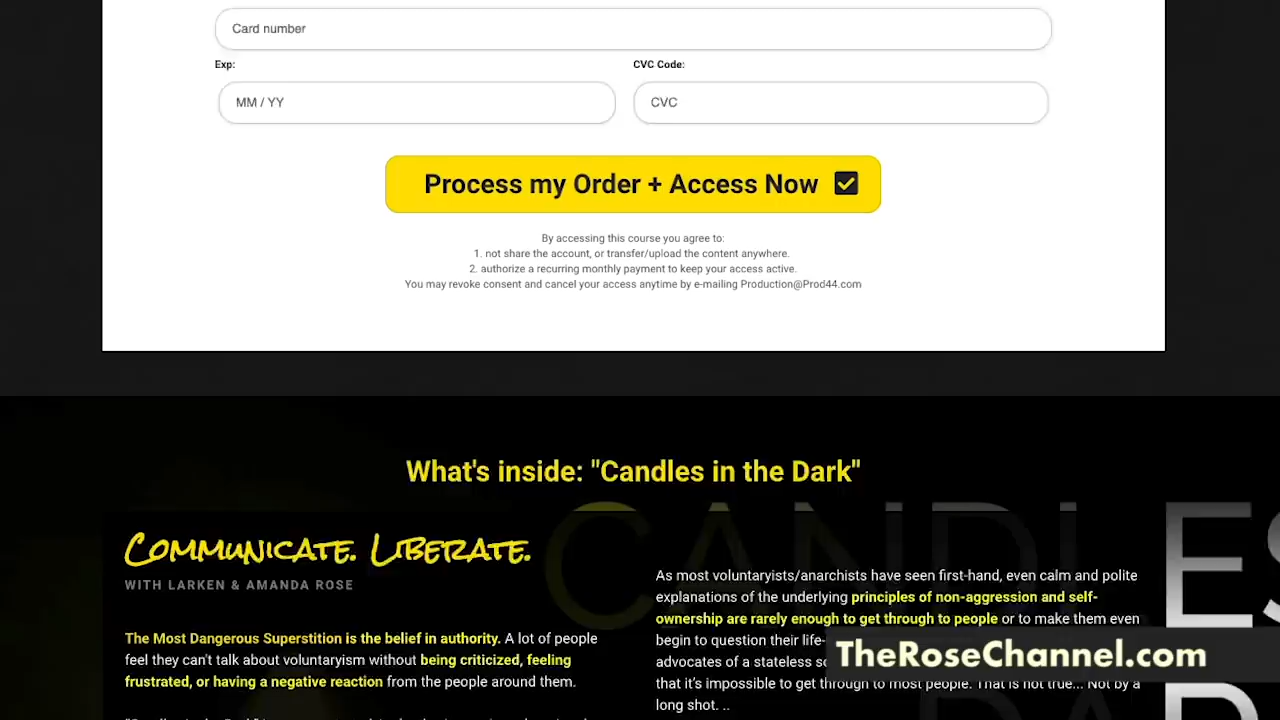 Card number
Exp:
CVC Code:
MM / YY
CVC
Process my Order + Access Now
By accessing this course you agree to:
1. not share the account, or transfer/upload the content anywhere.
2. authorize a recurring monthly payment to keep your access active.
You may revoke consent and cancel your access anytime by e-mailing Production@Prod44.com
What's inside: "Candles in the Dark"
CANDLES
COMMUNICATE. LIBERATE.
WITH LARKEN & AMANDA ROSE
The Most Dangerous Superstition is the belief in authority. A lot of people
feel they can't talk about voluntaryism without being criticized, feeling
frustrated, or having a negative reaction from the people around them.
As most voluntaryists/anarchists have seen first-hand, even calm and polite
explanations of the underlying principles of non-aggression and self-
ownership are rarely enough to get through to people or to make them even
begin to question their life-
advocates of a stateless
that it's impossible to get through to most people. That is not true... Not by a
long shot. ..
TheRoseChannel.com